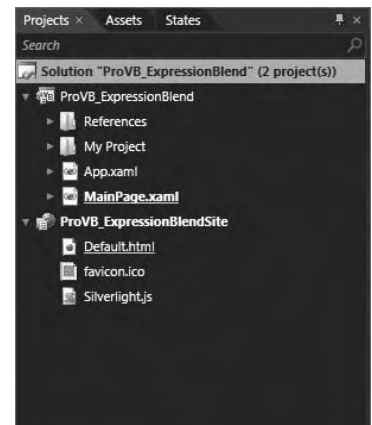 Projects × Assets States
Search
Solution "ProVB_ExpressionBlend" (2 project(s))
ProVB_ExpressionBlend
References
My Project
App.xaml
MainPage.xaml
ProVB_ExpressionBlendSite
Default.html
favicon.ico
Silverlight.js